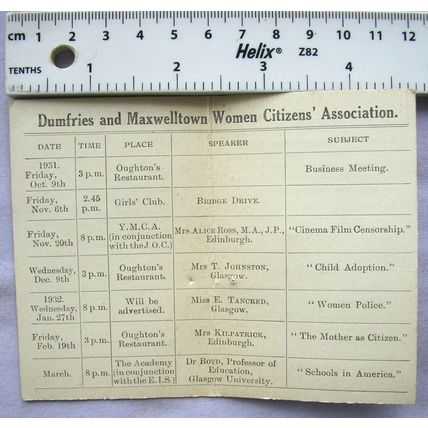 cm 1 2 3 4 5 6 7 8 9 10 11 12
Helix® Z82
TENTHS 1 2 3 4
Dumfries and Maxwelltown Women Citizens' Association.
DATE TIME PLACE SPEAKER SUBJECT
1931.
Friday, Oct. 9th 3 p.m. Oughton's Restaurant. Business Meeting.
Friday, Nov. 6th 2.45 p.m. Girls' Club. BRIDGE DRIVE.
Friday, Nov. 20th 8 p.m. Y.M.C.A. (in conjunction with the J.O.C.) Mrs ALICE ROSS, M.A., J.P., Edinburgh. "Cinema Film Censorship."
Wednesday, Dec. 9th 3 p.m. Oughton's Restaurant. Mrs T. JOHNSTON, Glasgow. "Child Adoption."
1932.
Wednesday, Jan. 27th 8 p.m. Will be advertised. Miss E. TANCRED, Glasgow. "Women Police."
Friday, Feb. 19th 3 p.m. Oughton's Restaurant. Mrs KILPATRICK, Edinburgh. "The Mother as Citizen."
March. 8 p.m. The Academy (in conjunction with the E.I.S.) Dr BOYD, Professor of Education, Glasgow University. "Schools in America."